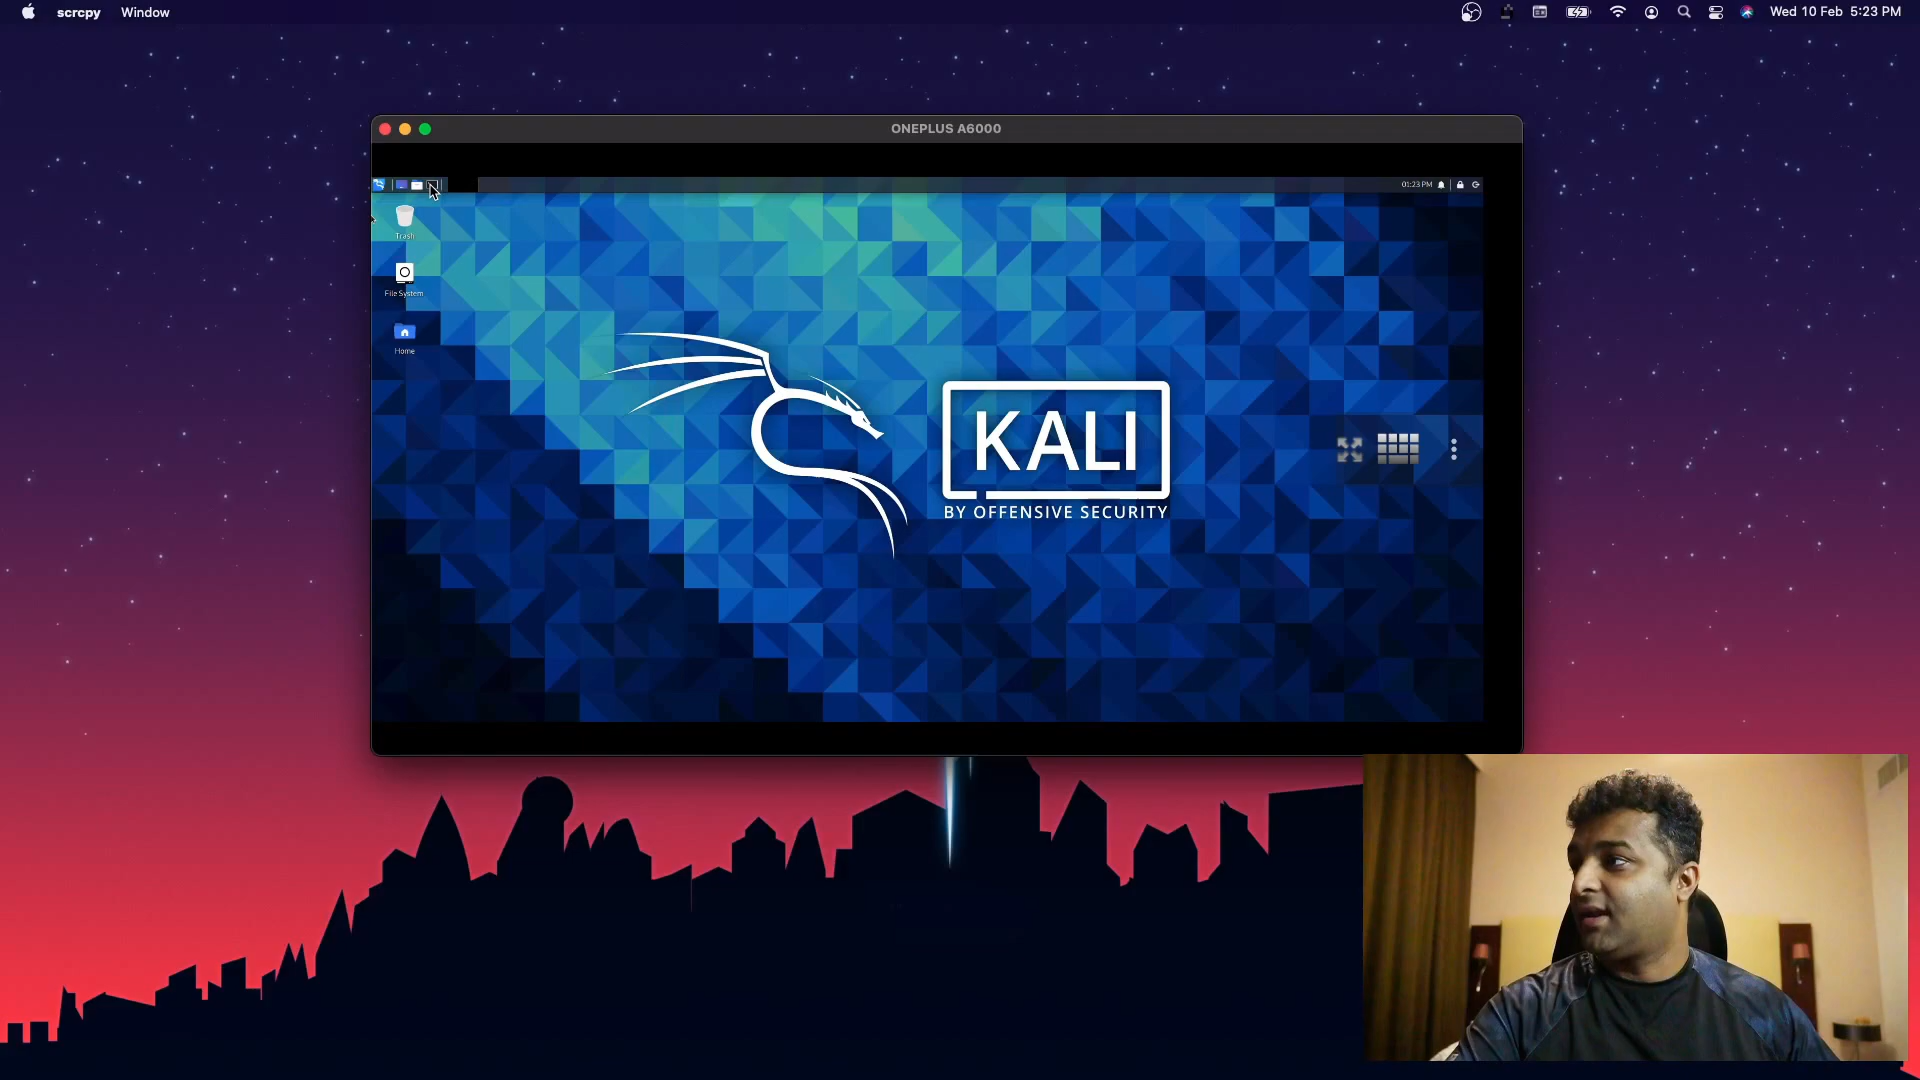 scrcpy Window
Wed 10 Feb 5:23 PM
ONEPLUS A6000
01:23 PM
Trash
File System
Home
KALI
BY OFFENSIVE SECURITY